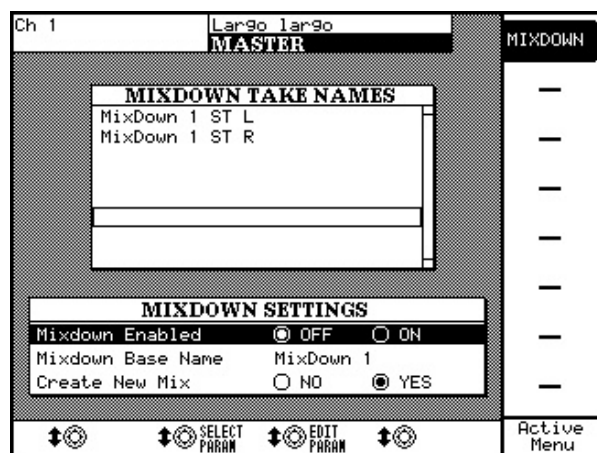 Ch 1
Largo largo
MASTER
MIXDOWN
MIXDOWN TAKE NAMES
MixDown 1 ST L
MixDown 1 ST R
MIXDOWN SETTINGS
Mixdown Enabled OFF ON
Mixdown Base Name MixDown 1
Create New Mix NO YES
SELECT PARAM
EDIT PARAM
Active Menu